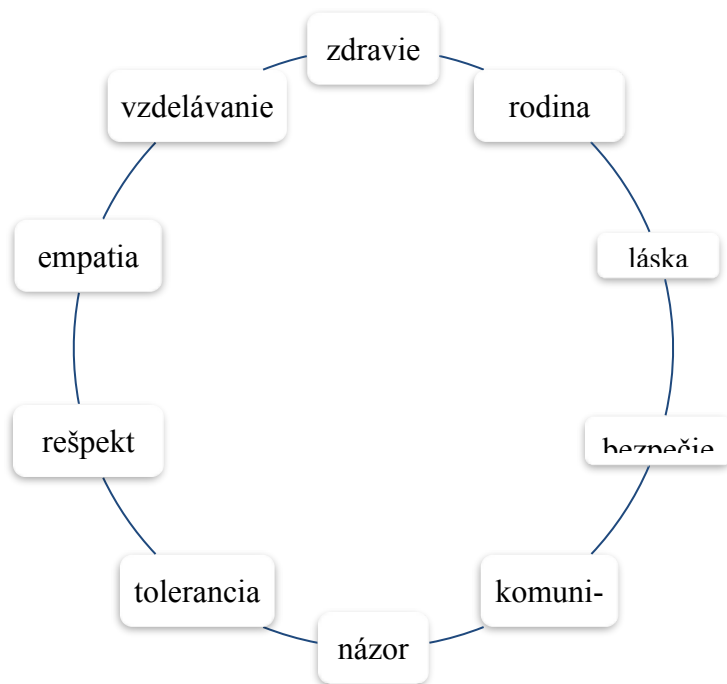 zdravie
rodina
láska
bezpečie
komuni-
názor
tolerancia
rešpekt
empatia
vzdelávanie